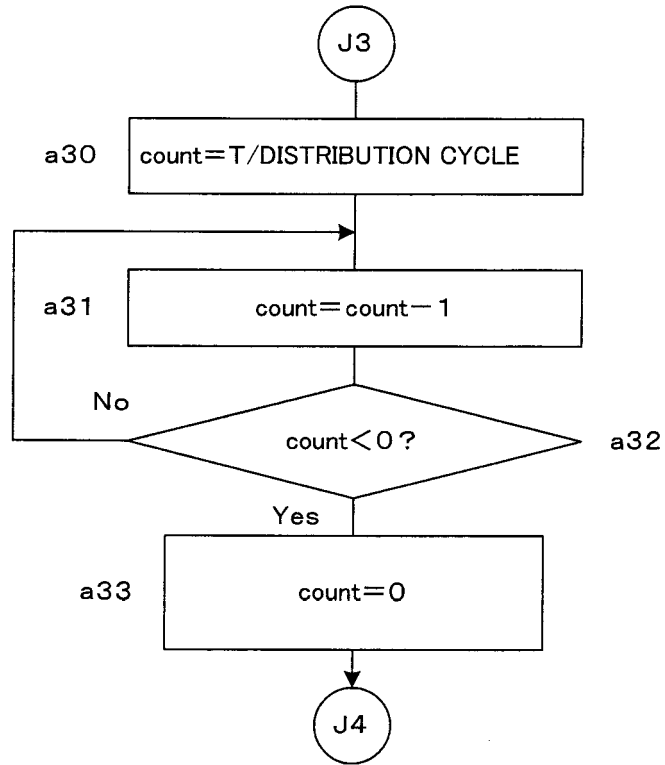 J3
a30
count=T/DISTRIBUTION CYCLE
a31
count=count-1
No
count<0?
a32
Yes
a33
count=0
J4